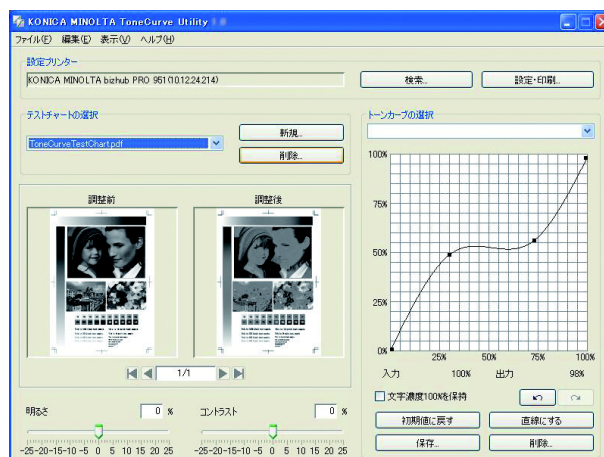 KONICA MINOLTA ToneCurve Utility
ファイル(F) 編集(E) 表示(V) ヘルプ(H)
設定プリンター
KONICA MINOLTA bizhub PRO 951(10.12.24.214)
検索...
設定・印刷...
テストチャートの選択
ToneCurveTestChart.pdf
新規...
削除...
調整前
調整後
1/1
明るさ
0 %
コントラスト
0 %
-25-20-15-10 -5 0 5 10 15 20 25
-25-20-15-10 -5 0 5 10 15 20 25
トーンカーブの選択
100%
75%
50%
25%
0%
25% 50% 75% 100%
入力 100% 出力 98%
文字濃度100%を保持
初期値に戻す
直線にする
保存...
削除...